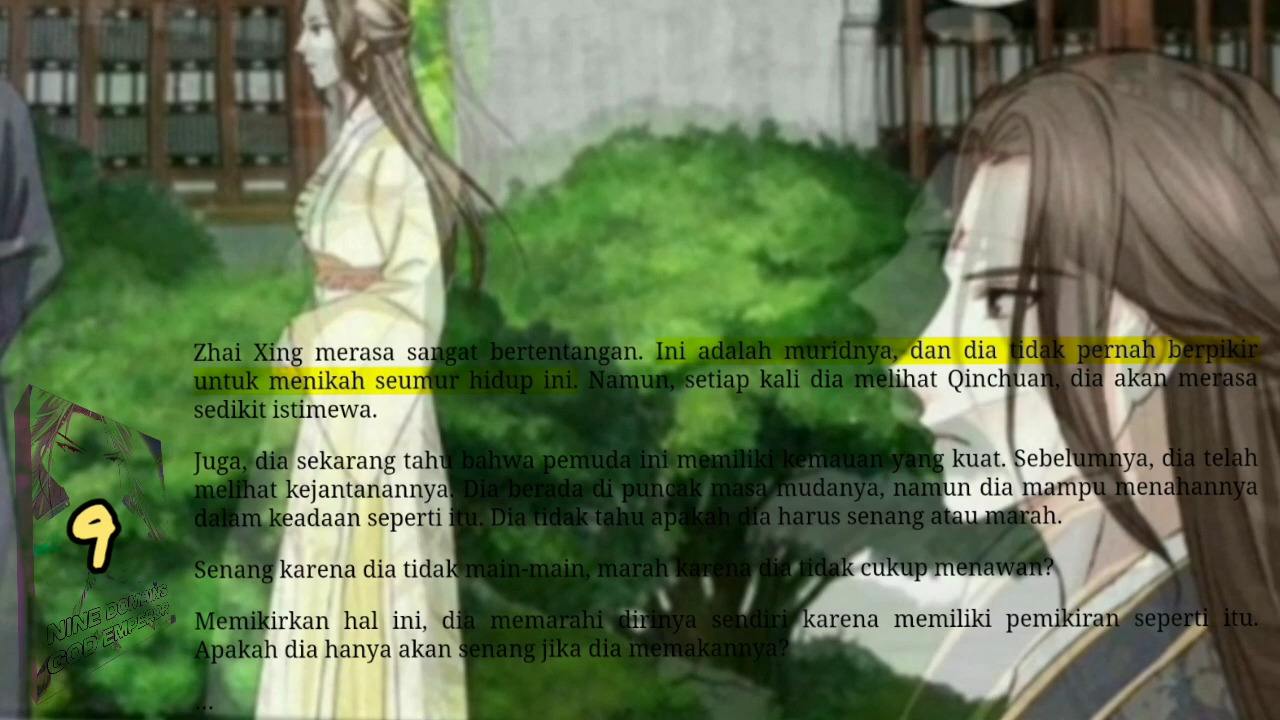 Zhai Xing merasa sangat bertentangan. Ini adalah muridnya, dan dia tidak pernah berpikir
untuk menikah seumur hidup ini. Namun, setiap kali dia melihat Qinchuan, dia akan merasa
sedikit istimewa.
Juga, dia sekarang tahu bahwa pemuda ini memiliki kemauan yang kuat. Sebelumnya, dia telah
melihat kejantanannya. Dia berada di puncak masa mudanya, namun dia mampu menahannya
dalam keadaan seperti itu. Dia tidak tahu apakah dia harus senang atau marah.
Senang karena dia tidak main-main, marah karena dia tidak cukup menawan?
Memikirkan hal ini, dia memarahi dirinya sendiri karena memiliki pemikiran seperti itu.
Apakah dia hanya akan senang jika dia memakannya?
...
9
NINE DOMAINS
GOD EMPEROR